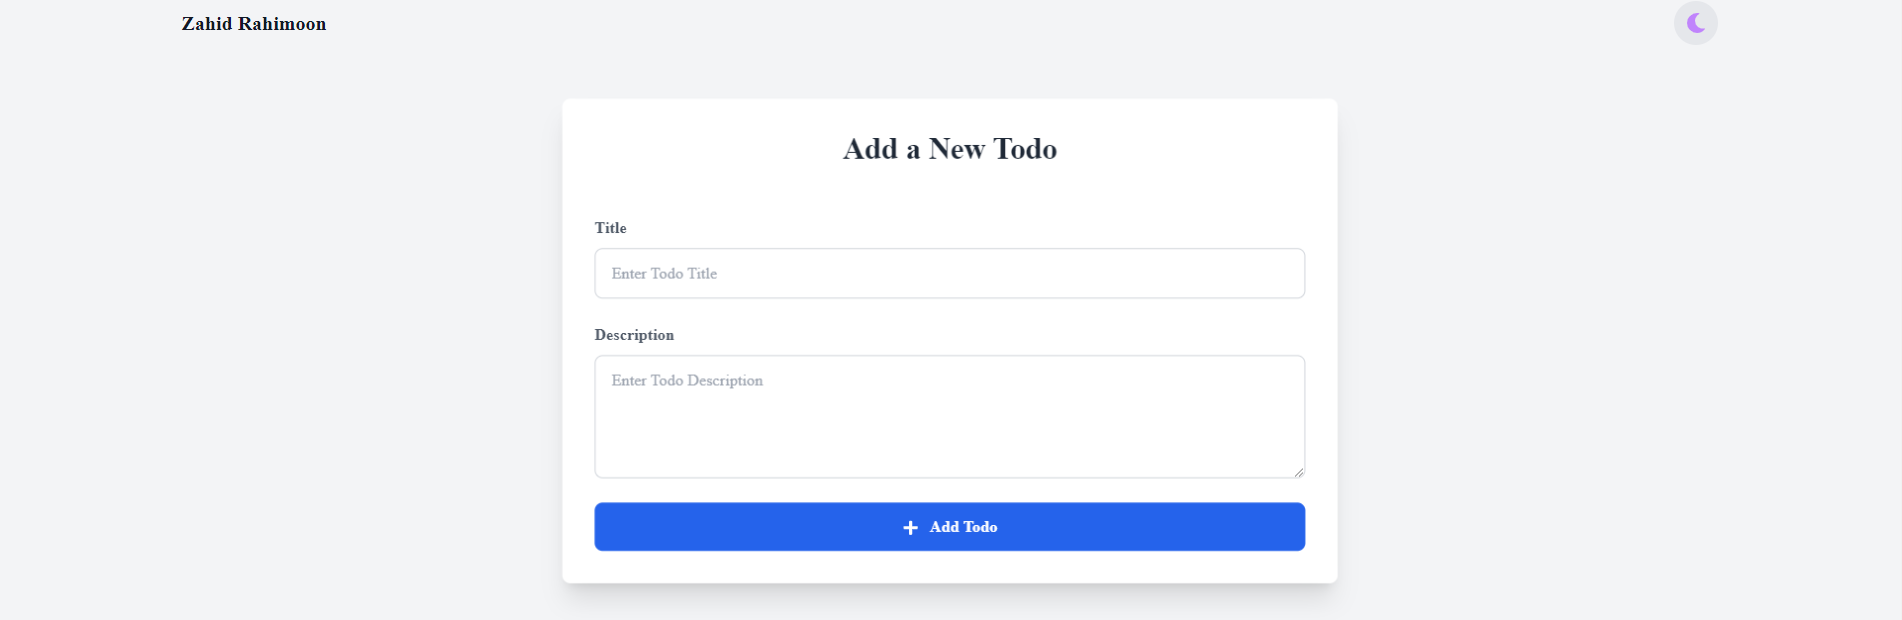 Zahid Rahimoon
Add a New Todo
Title
Enter Todo Title
Description
Enter Todo Description
Add Todo